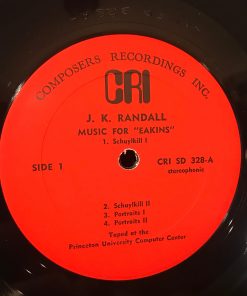 COMPOSERS RECORDINGS INC.
CRI
J. K. RANDALL
MUSIC FOR "EAKINS"
1. Schuylkill I
SIDE 1
CRI SD 328-A
stereophonic
2. Schuylkill II
3. Portraits I
4. Portraits II
Taped at the
Princeton University Computer Center